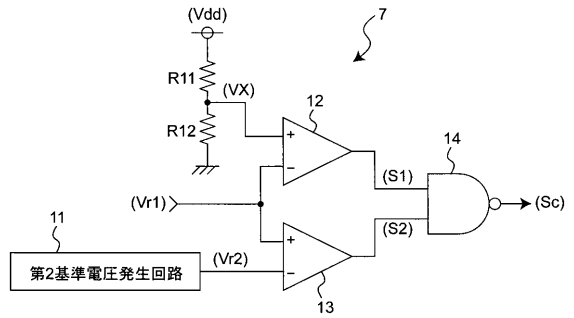 (Vdd)
7
R11
(VX)
12
R12
+
−
14
(S1)
(Vr1)
(Sc)
(S2)
11
+
(Vr2)
−
第2基準電圧発生回路
13